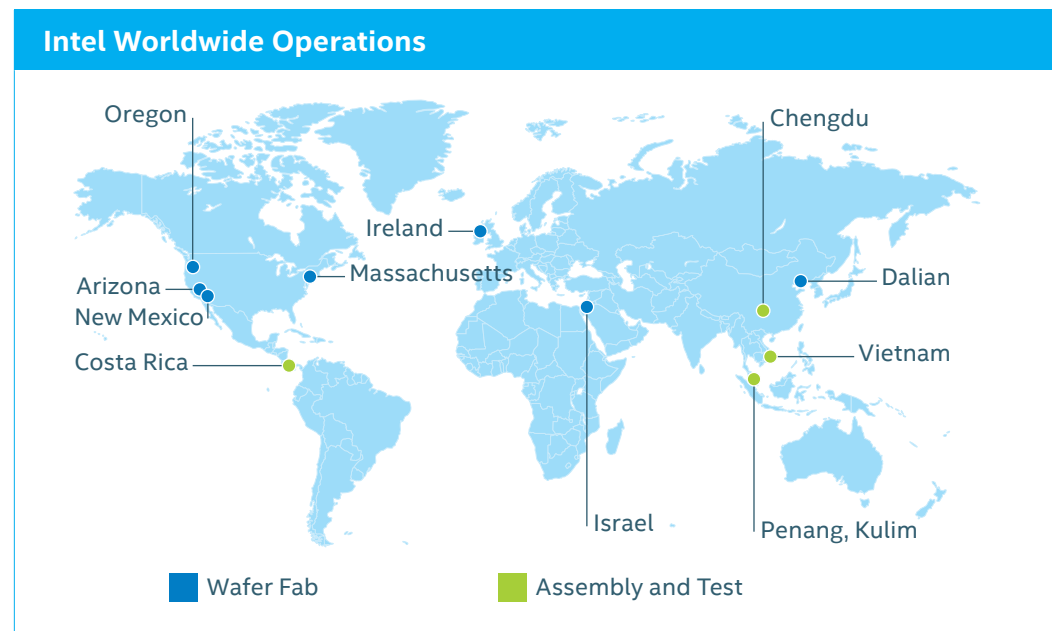 Intel Worldwide Operations
Oregon
Chengdu
Ireland
Massachusetts
Arizona
Dalian
New Mexico
Vietnam
Costa Rica
Israel
Penang, Kulim
Wafer Fab
Assembly and Test